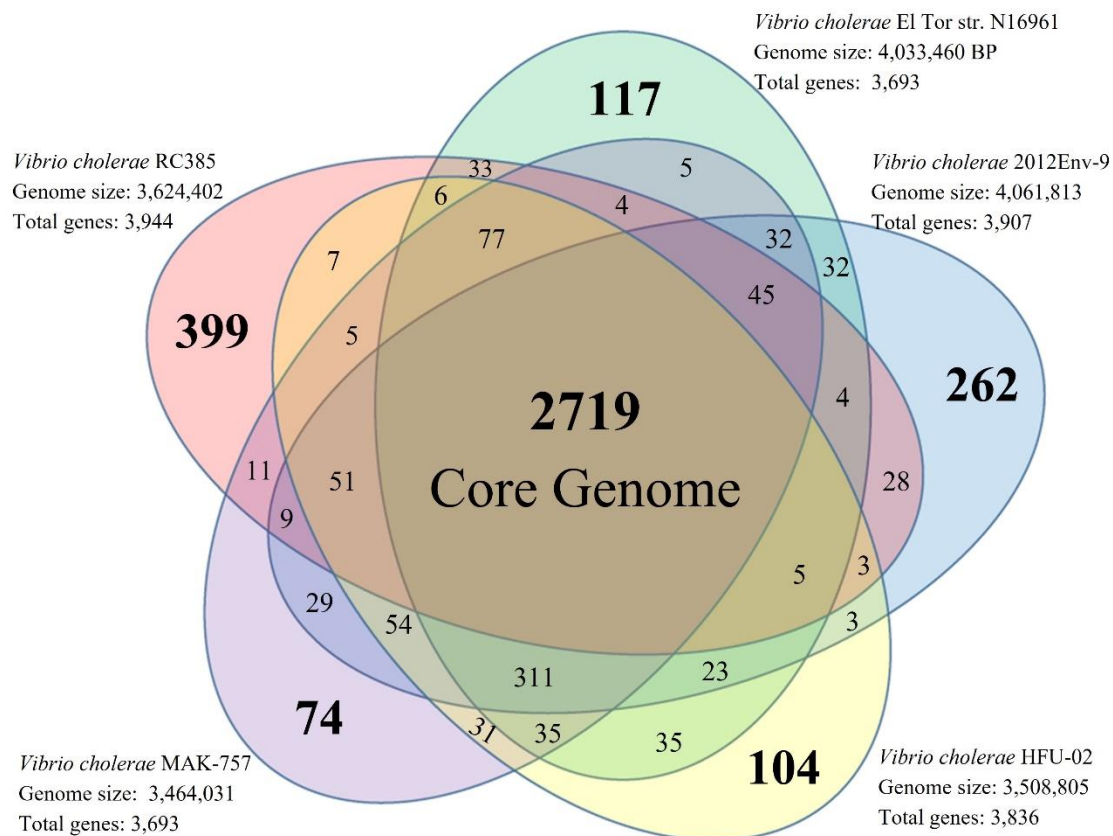 Vibrio cholerae El Tor str. N16961
Genome size: 4,033,460 BP
Total genes: 3,693
117
Vibrio cholerae RC385
Genome size: 3,624,402
Total genes: 3,944
Vibrio cholerae 2012Env-9
Genome size: 4,061,813
Total genes: 3,907
33
5
6
4
77
32
32
7
45
5
399
262
4
2719
Core Genome
11
51
28
9
5
3
29
54
3
311
23
74
31
35
35
104
Vibrio cholerae MAK-757
Genome size: 3,464,031
Total genes: 3,693
Vibrio cholerae HFU-02
Genome size: 3,508,805
Total genes: 3,836